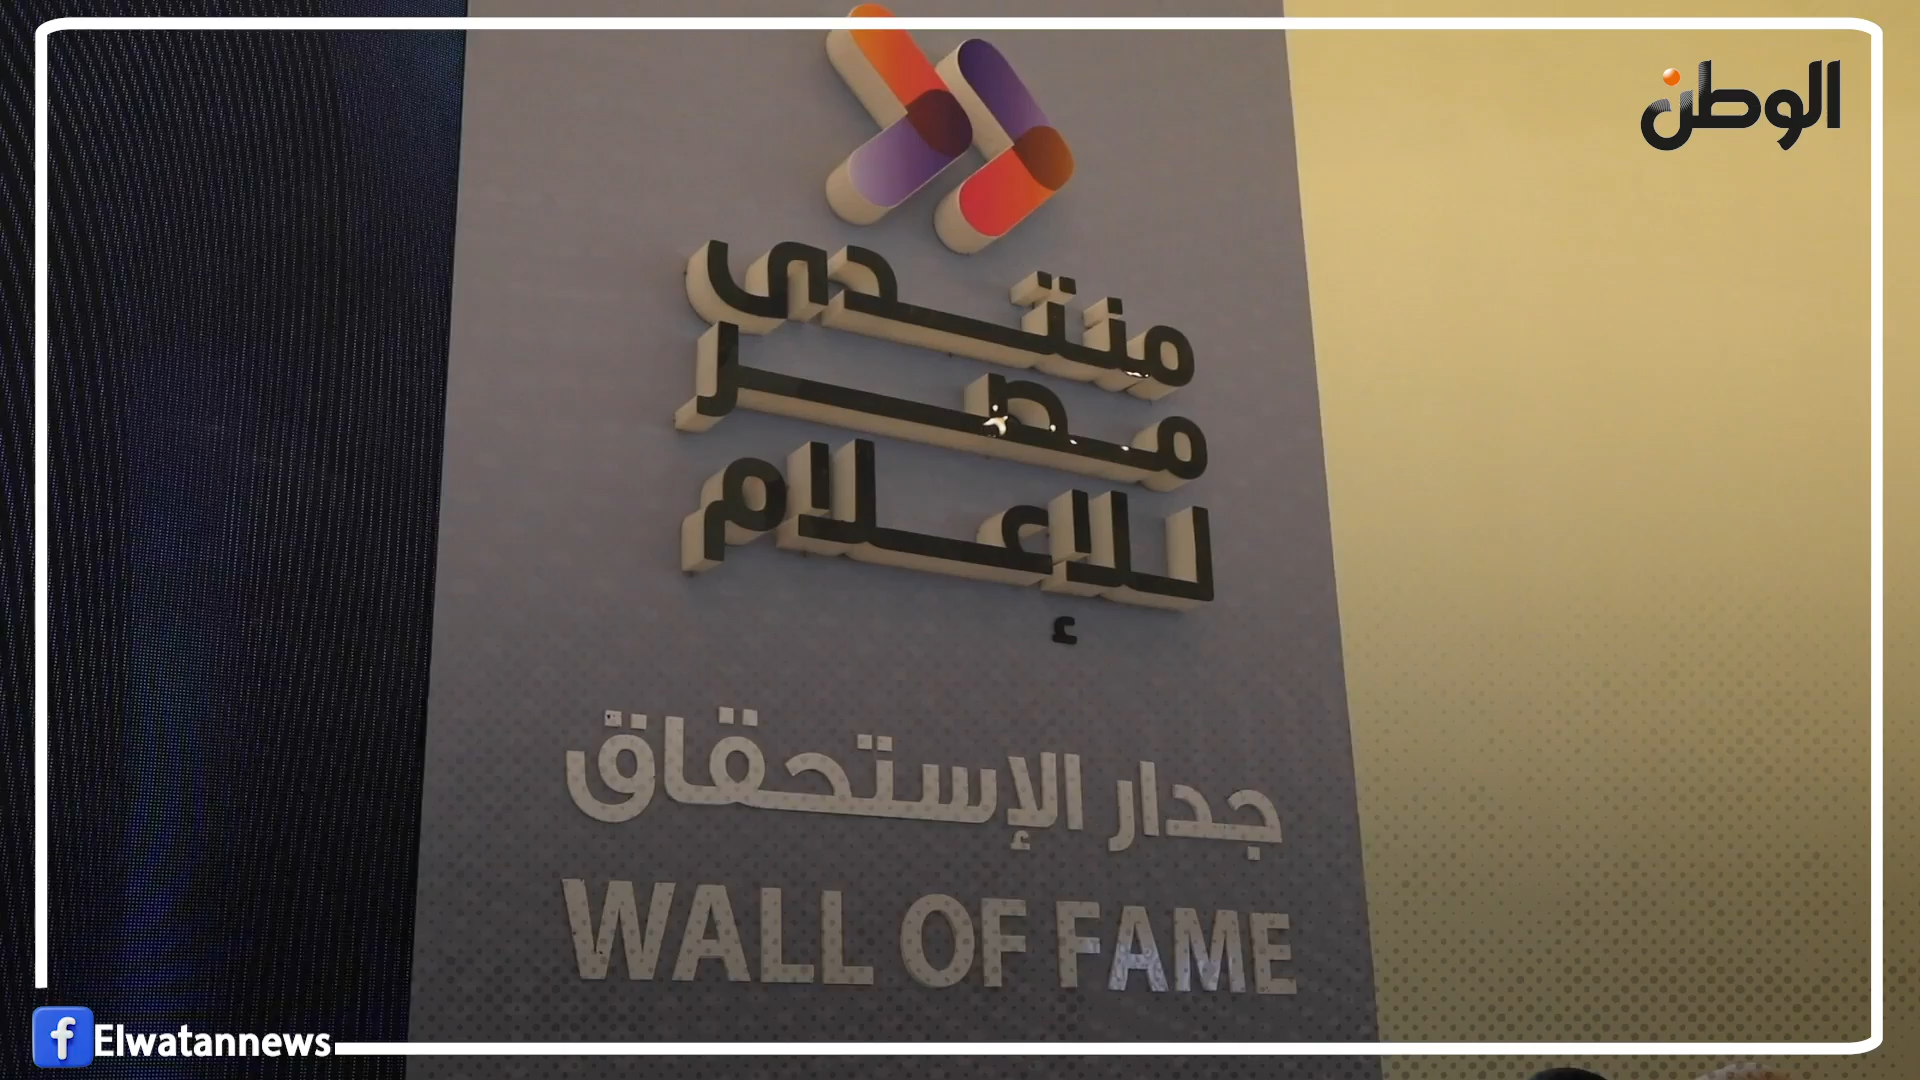 الوطن
منتدى
مصر
للإعلام
جدار الإستحقاق
WALL OF FAME
Elwatannews